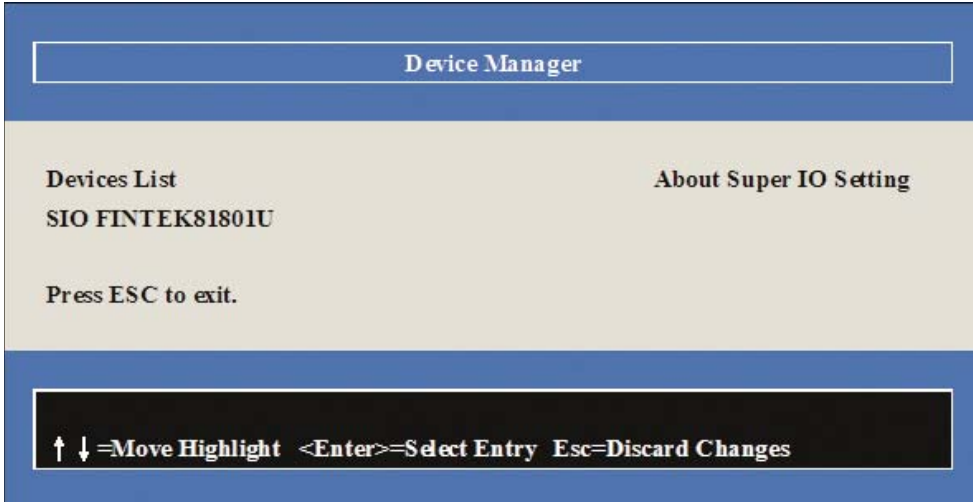 Device Manager
Devices List
About Super IO Setting
SIO FINTEK81801U
Press ESC to exit.
↑ ↓ =Move Highlight <Enter>=Select Entry Esc=Discard Changes